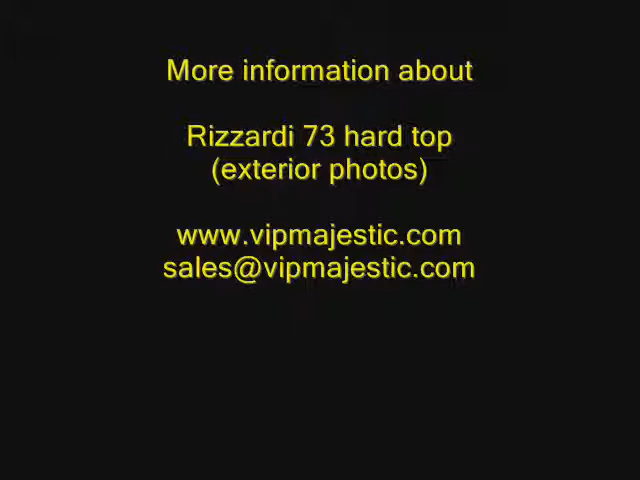 More information about
Rizzardi 73 hard top
(exterior photos)
www.vipmajestic.com
sales@vipmajestic.com